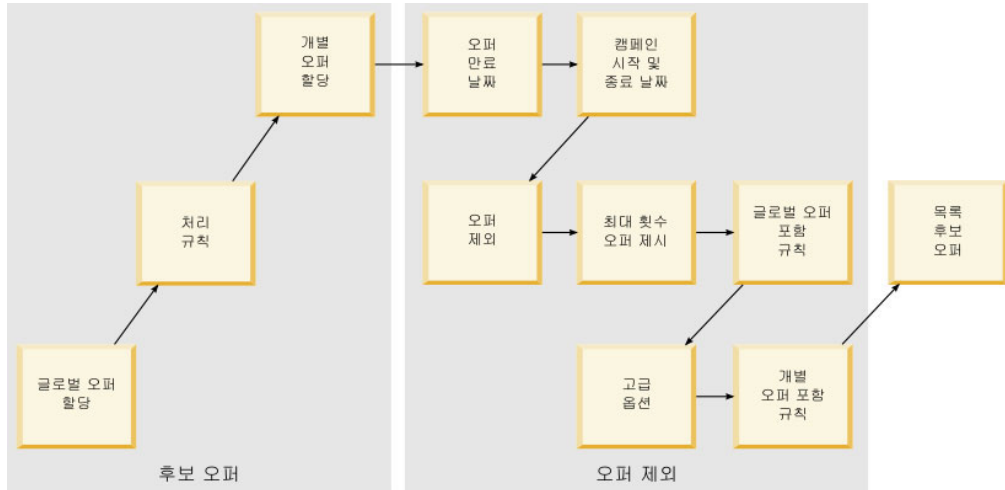 개별
오퍼
할당
오퍼
만료
날짜
캠페인
시작 및
종료 날짜
처리
규칙
오퍼
제외
최대 횟수
오퍼 제시
글로벌 오퍼
포함
규칙
목록
후보
오퍼
글로벌 오퍼
할당
고급
옵션
개별
오퍼 포함
규칙
후보 오퍼
오퍼 제외